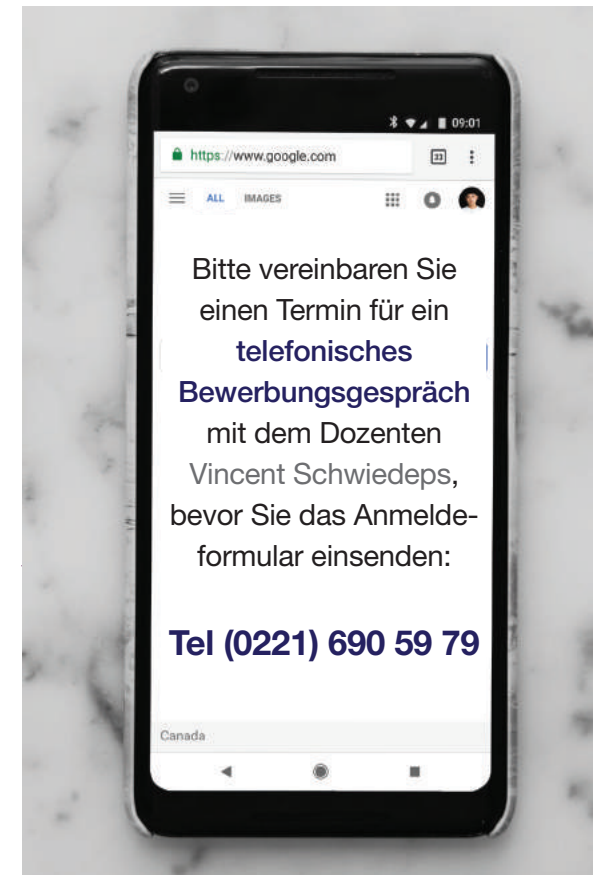 09:01
https://www.google.com
33
ALL IMAGES
Bitte vereinbaren Sie
einen Termin für ein
telefonisches
Bewerbungsgespräch
mit dem Dozenten
Vincent Schwiedeps,
bevor Sie das Anmelde-
formular einsenden:
Tel (0221) 690 59 79
Canada